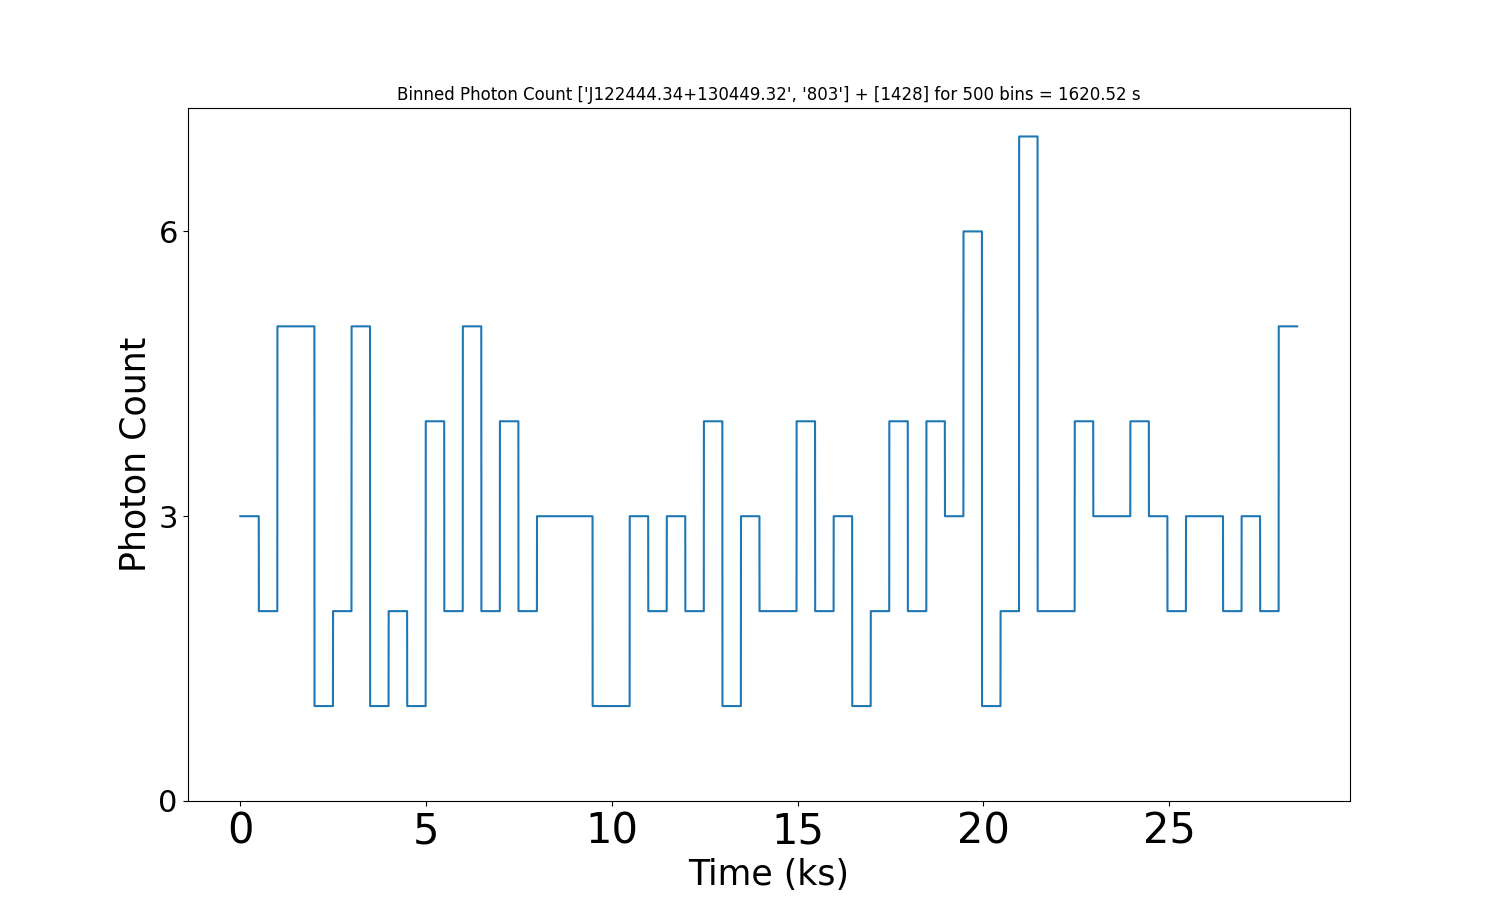 Binned Photon Count ['J122444.34+130449.32', '803'] + [1428] for 500 bins = 1620.52 s
6
3
0
Photon Count
0 5 10 15 20 25
Time (ks)